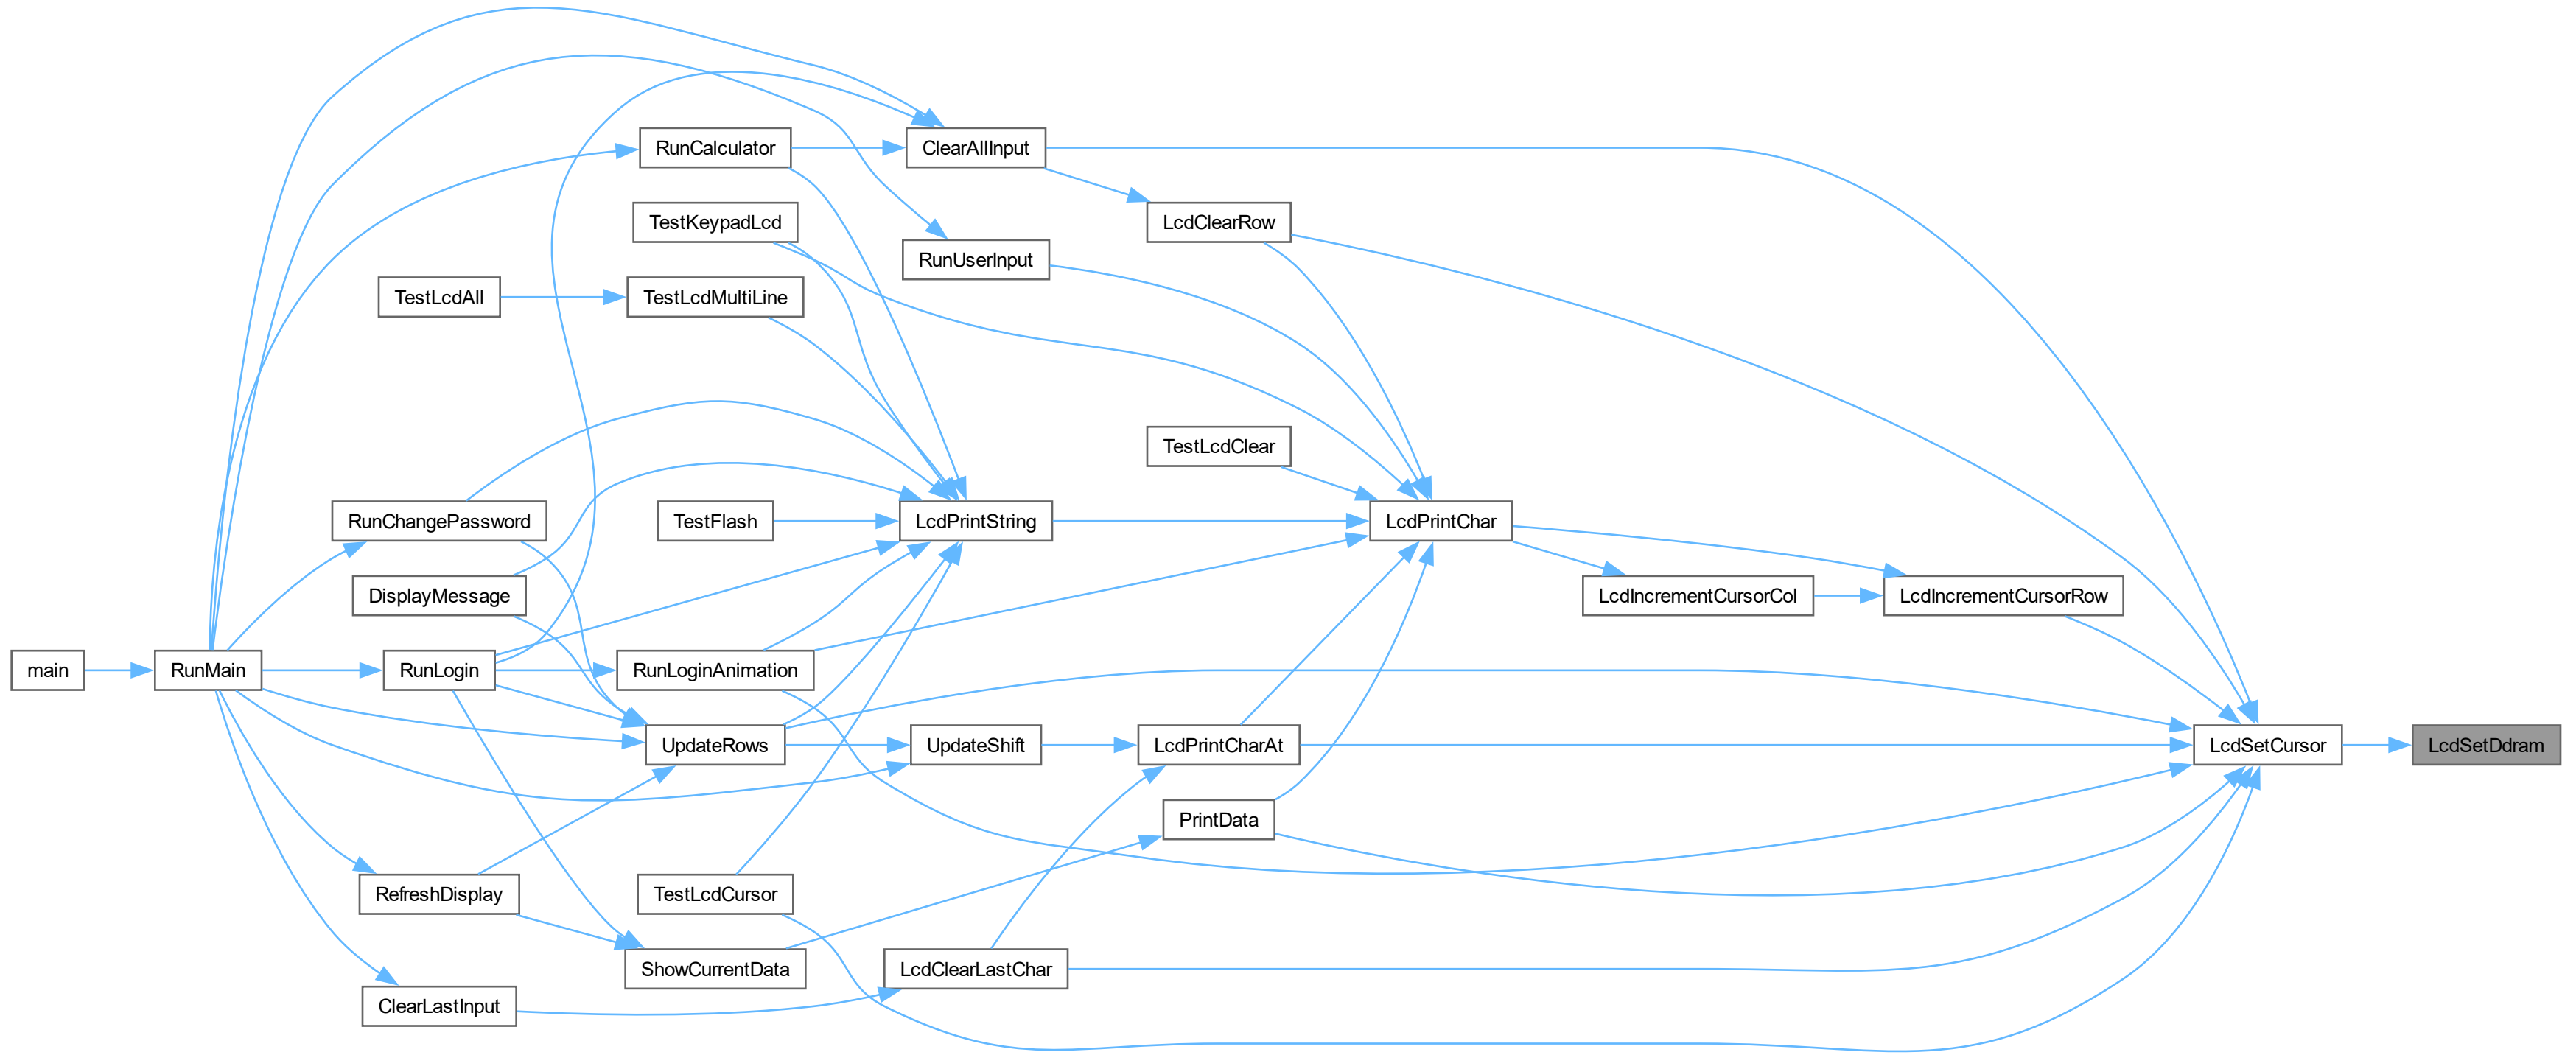 RunCalculator
ClearAllInput
TestKeypadLcd
LcdClearRow
RunUserInput
TestLcdAll
TestLcdMultiLine
TestLcdClear
RunChangePassword
TestFlash
LcdPrintString
LcdPrintChar
DisplayMessage
LcdIncrementCursorCol
LcdIncrementCursorRow
main
RunMain
RunLogin
RunLoginAnimation
UpdateRows
UpdateShift
LcdPrintCharAt
LcdSetCursor
LcdSetDdram
PrintData
RefreshDisplay
TestLcdCursor
ShowCurrentData
LcdClearLastChar
ClearLastInput